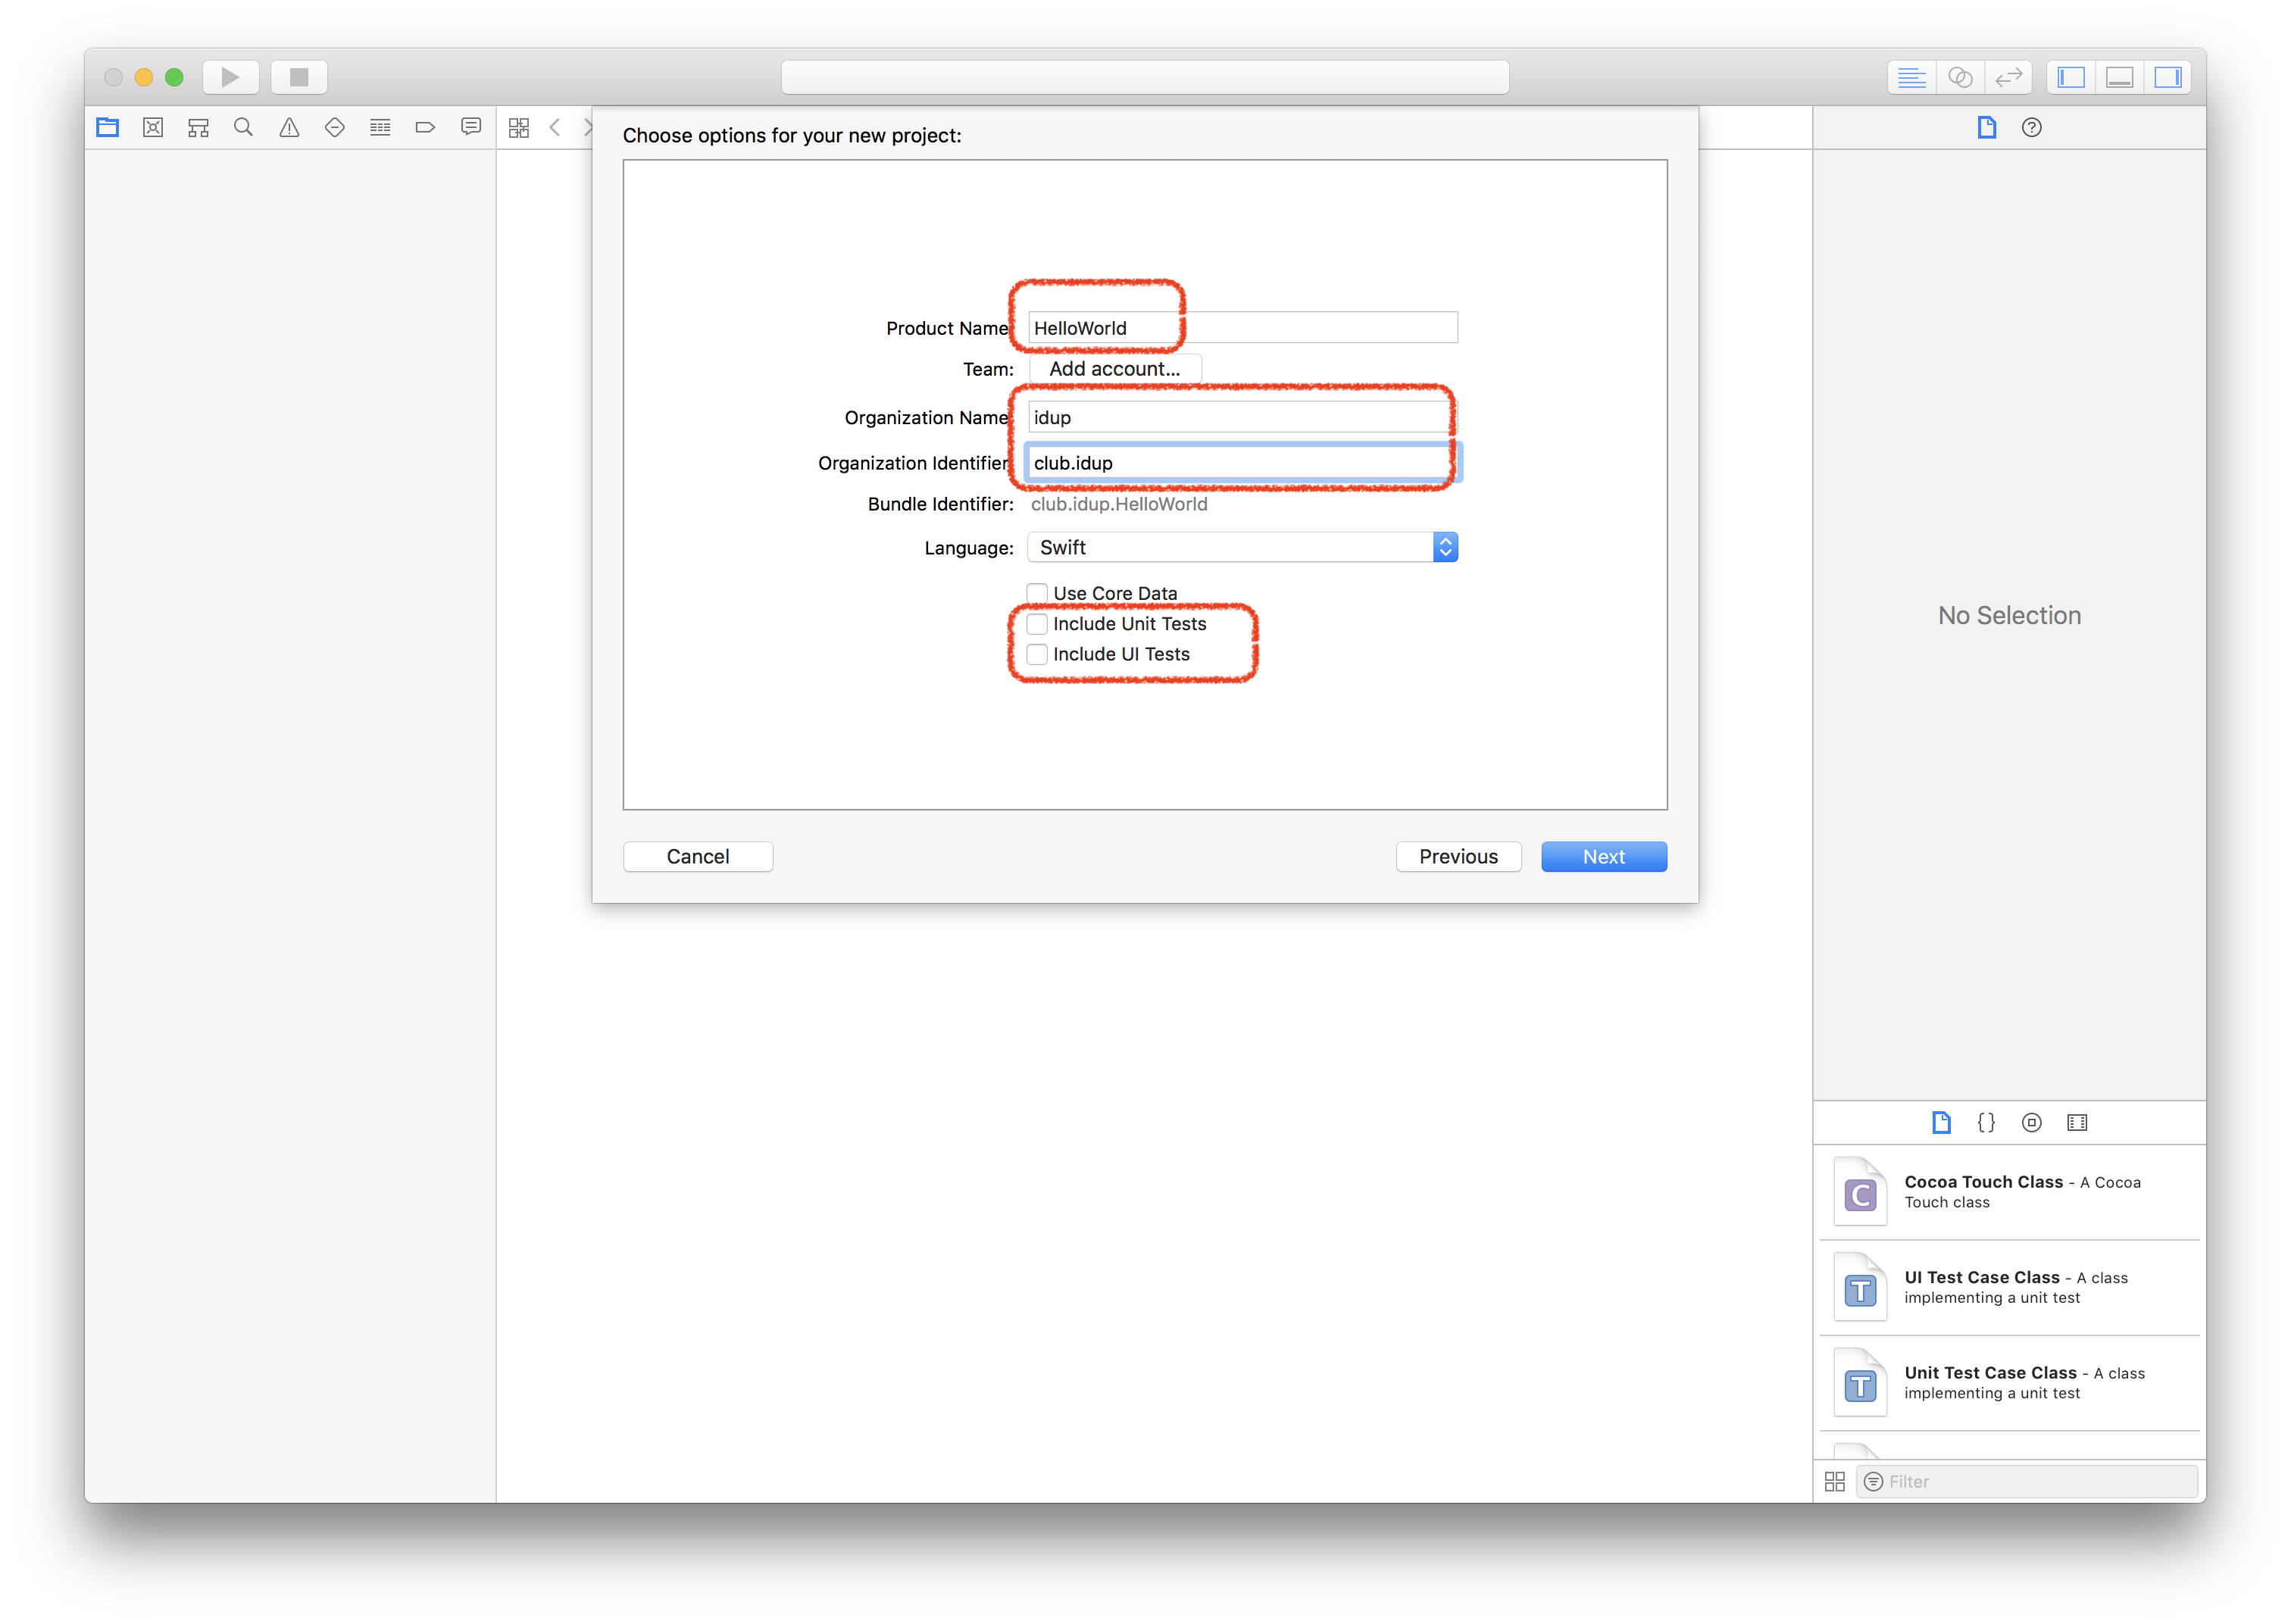 Choose options for your new project:
Product Name
HelloWorld
Team:
Add account...
Organization Name
idup
Organization Identifier
club.idup
Bundle Identifier:
club.idup.HelloWorld
Language:
Swift
Use Core Data
Include Unit Tests
Include UI Tests
Cancel
Previous
Next
No Selection
Cocoa Touch Class - A Cocoa
Touch class
UI Test Case Class - A class
implementing a unit test
Unit Test Case Class - A class
implementing a unit test
Filter